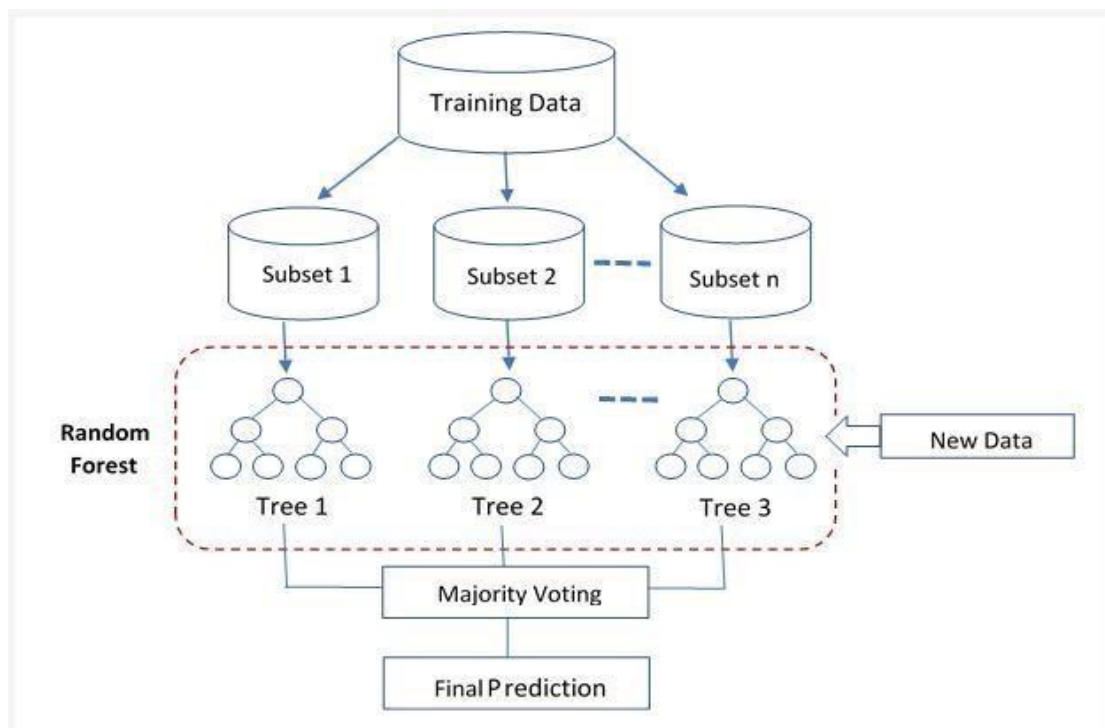 Training Data
Subset 1
Subset 2
Subset n
Random
Forest
New Data
Tree 1
Tree 2
Tree 3
Majority Voting
Final Prediction